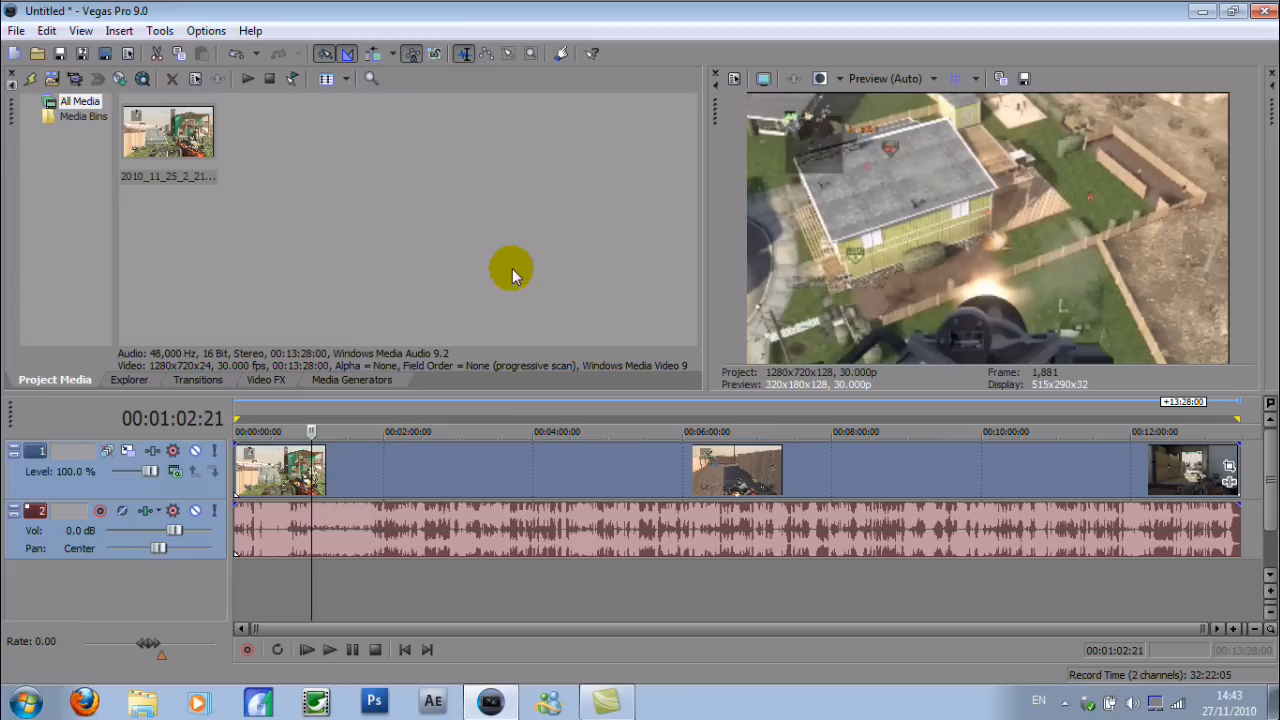 Untitled * - Vegas Pro 9.0
File Edit View Insert Tools Options Help
Preview (Auto)
All Media
Media Bins
2010_11_25_2_21...
Audio: 48,000 Hz, 16 Bit, Stereo, 00:13:28:00, Windows Media Audio 9.2
Video: 1280x720x24, 30.000 fps, 00:13:28:00, Alpha = None, Field Order = None (progressive scan), Windows Media Video 9
Project Media Explorer Transitions Video FX Media Generators
Project: 1280x720x128, 30.000p Frame: 1,881
Preview: 320x180x128, 30.000p Display: 515x290x32
+13:28:00
00:01:02:21
00:00:00:00 00:02:00:00 00:04:00:00 00:06:00:00 00:08:00:00 00:10:00:00 00:12:00:00
1
Level: 100.0 %
2
Vol: 0.0 dB
Pan: Center
Rate: 0.00
00:01:02:21 00:13:28:00
Record Time (2 channels): 32:22:05
Ps AE EN 14:43
27/11/2010